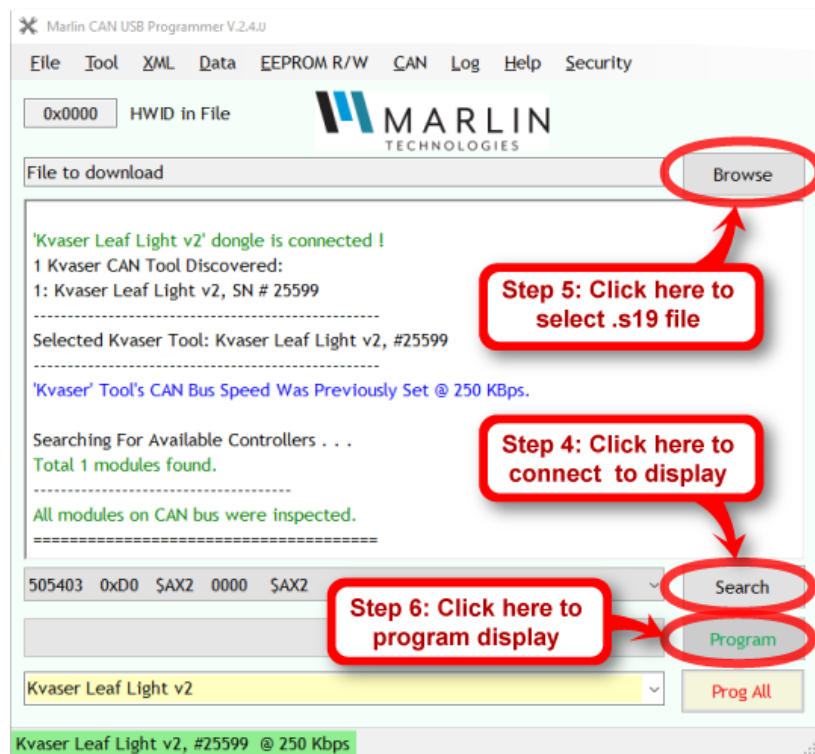 Marlin CAN USB Programmer V.2.4.0
File Tool XML Data EEPROM R/W CAN Log Help Security
0x0000 HWID in File
MARLIN
TECHNOLOGIES
File to download
Browse
'Kvaser Leaf Light v2' dongle is connected !
1 Kvaser CAN Tool Discovered:
1: Kvaser Leaf Light v2, SN # 25599
----------------------------------------------------
Selected Kvaser Tool: Kvaser Leaf Light v2, #25599
----------------------------------------------------
'Kvaser' Tool's CAN Bus Speed Was Previously Set @ 250 KBps.
Searching For Available Controllers . . .
Total 1 modules found.
---------------------------------------
All modules on CAN bus were inspected.
======================================
Step 5: Click here to
select .s19 file
Step 4: Click here to
connect to display
505403 0xD0 $AX2 0000 $AX2
Search
Step 6: Click here to
program display
Program
Kvaser Leaf Light v2
Prog All
Kvaser Leaf Light v2, #25599 @ 250 Kbps